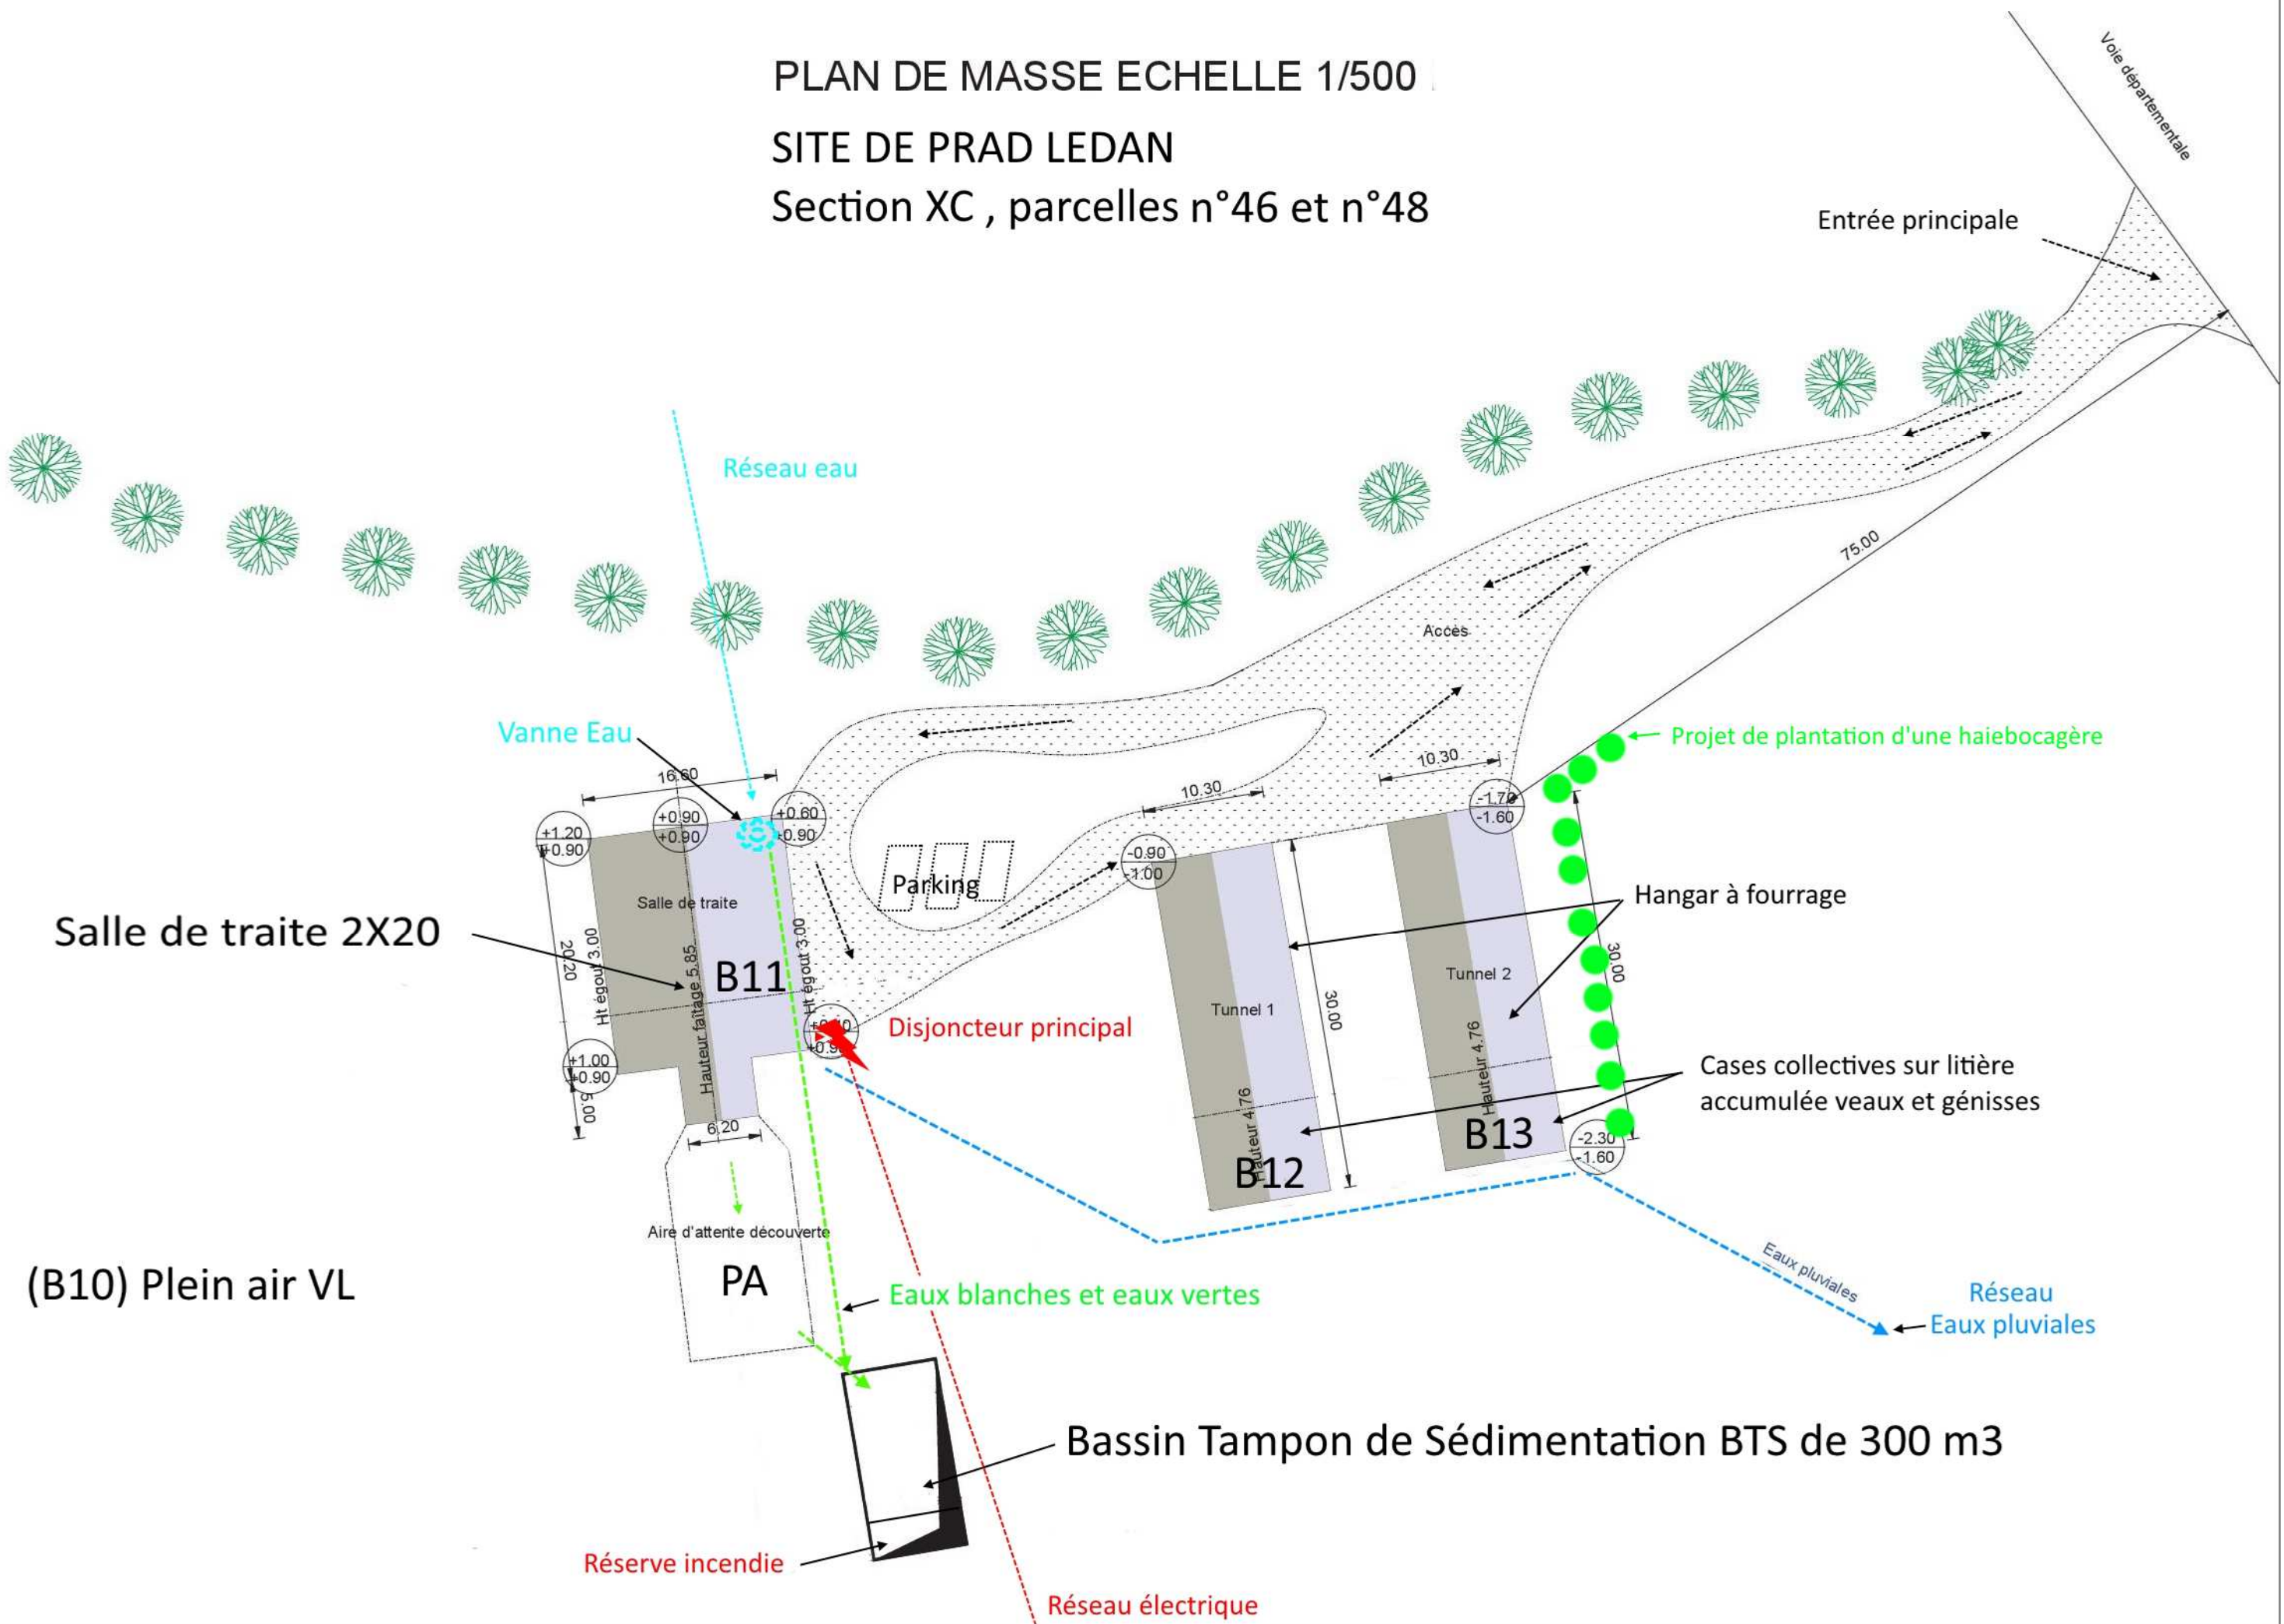 PLAN DE MASSE ECHELLE 1/500
SITE DE PRAD LEDAN
Section XC , parcelles n°46 et n°48
Voie départementale
Entrée principale
Réseau eau
75.00
Accès
Vanne Eau
Projet de plantation d'une haiebocagère
16.60
10.30
10.30
+1.20
+0.90
+0.90
+0.90
+0.60
+0.90
-0.90
-1.00
-1.70
-1.60
Parking
Hangar à fourrage
Salle de traite
Salle de traite 2X20
20.20
Ht égout 3.00
Hauteur faîtage 5.85
B11
Ht égout 3.00
Tunnel 1
30.00
Tunnel 2
30.00
Disjoncteur principal
+1.00
+0.90
5.00
6.20
Hauteur 4.76
B12
Hauteur 4.76
B13
Cases collectives sur litière
accumulée veaux et génisses
-2.30
-1.60
Aire d'attente découverte
PA
(B10) Plein air VL
Eaux blanches et eaux vertes
Eaux pluviales
Réseau
Eaux pluviales
Bassin Tampon de Sédimentation BTS de 300 m3
Réserve incendie
Réseau électrique